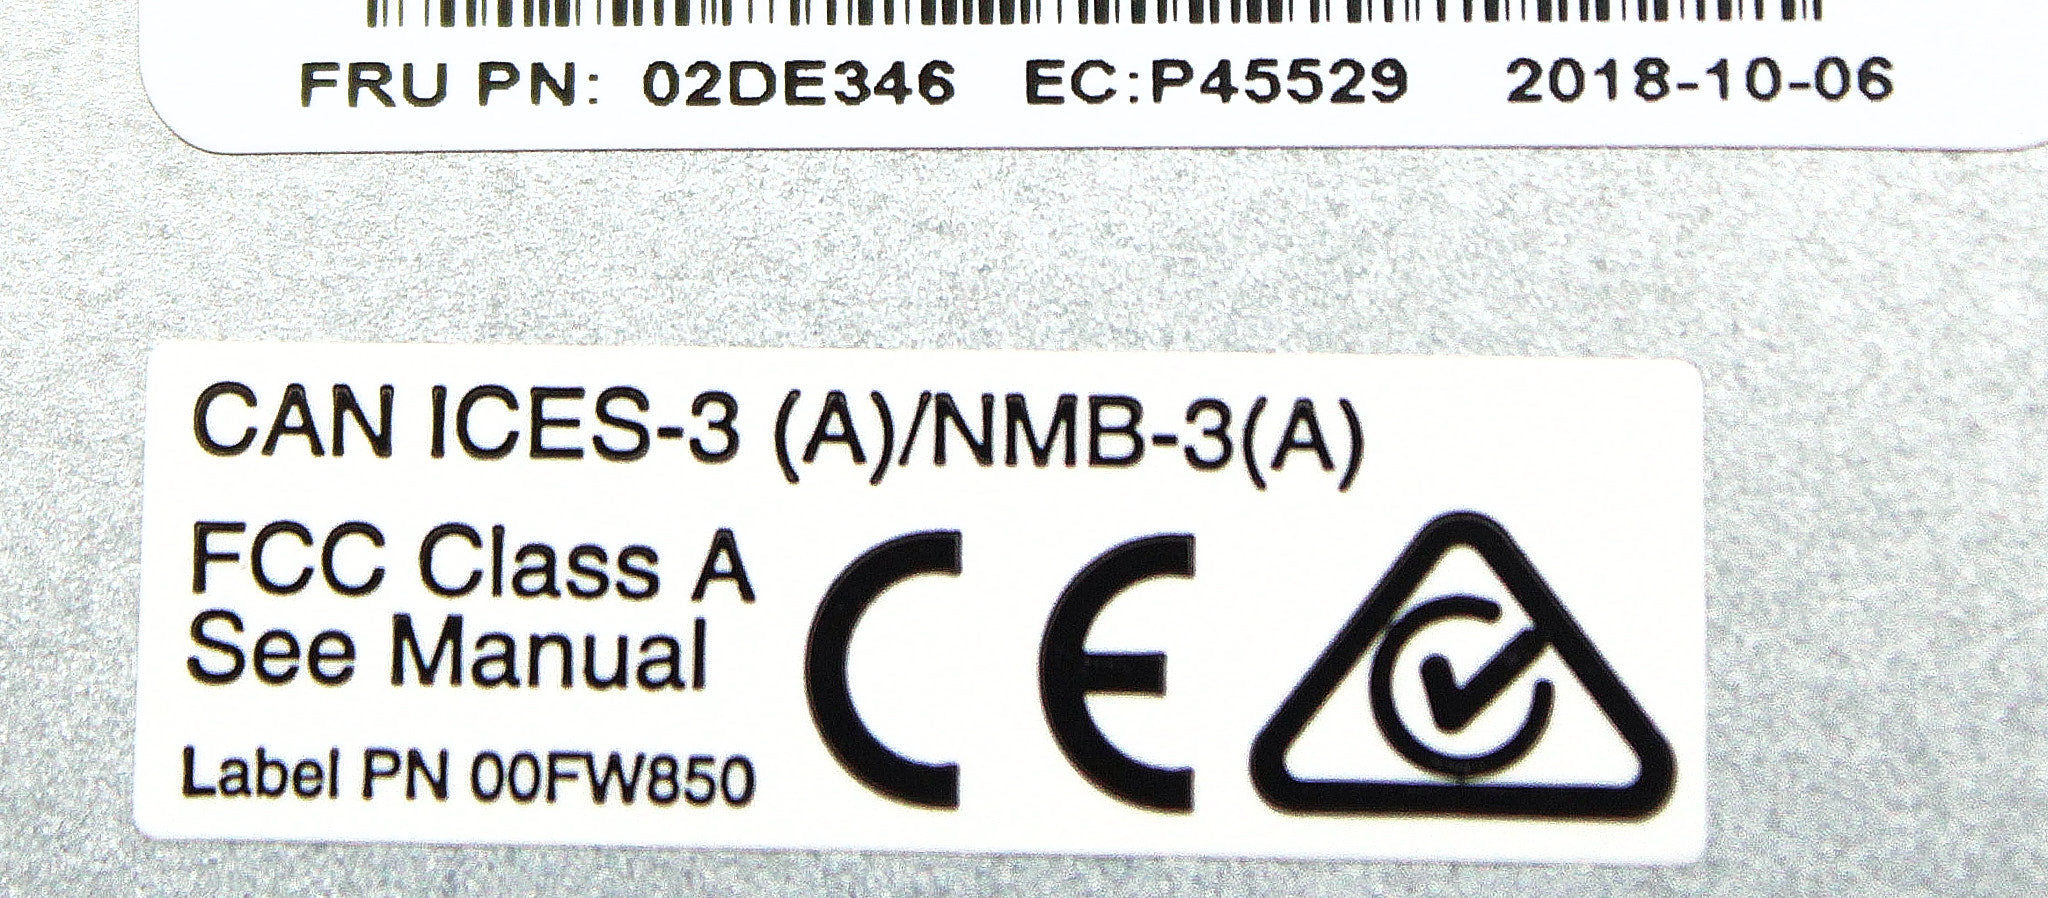 FRU PN: 02DE346 EC:P45529 2018-10-06
CAN ICES-3 (A)/NMB-3(A)
FCC Class A
See Manual
Label PN 00FW850
CE